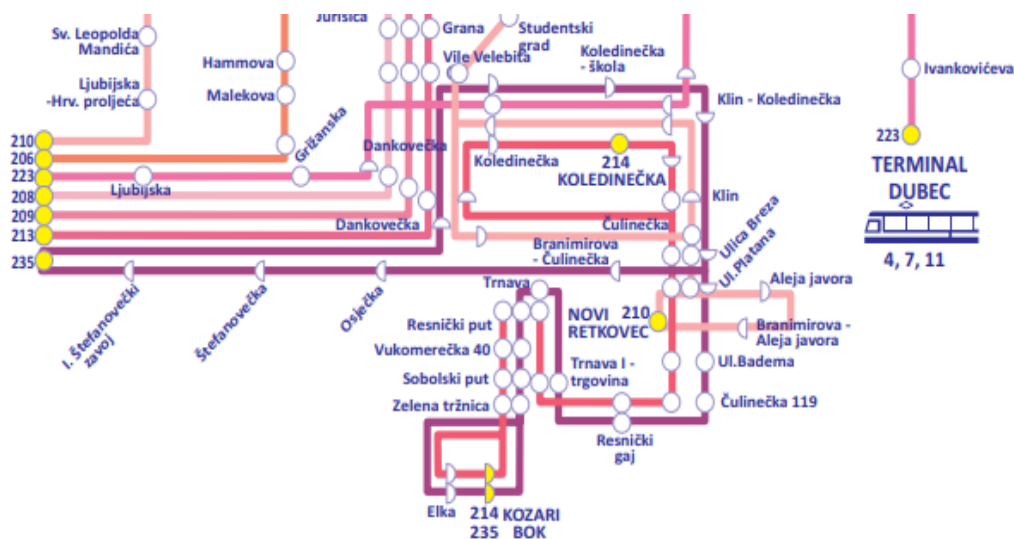 Jurišića
Sv. Leopolda
Mandića
Grana
Studentski
grad
Hammova
Vile Velebita
Koledinečka
- škola
Ivankovićeva
Ljubijska
-Hrv. proljeća
Malekova
Klin - Koledinečka
210
206
223
208
209
213
235
Ljubijska
Grižanska
Dankovečka
Koledinečka
214
KOLEDINEČKA
223
TERMINAL
DUBEC
4, 7, 11
Klin
Dankovečka
Čulinečka
Branimirova
- Čulinečka
Ulica Breza
Ul.Platana
I. Štefanovečki
zavoj
Štefanovečka
Osječka
Trnava
Aleja javora
Resnički put
NOVI
RETKOVEC
210
Branimirova -
Aleja javora
Vukomerečka 40
Trnava I -
trgovina
Ul.Badema
Sobolski put
Zelena tržnica
Čulinečka 119
Resnički
gaj
Elka
214 KOZARI
235 BOK